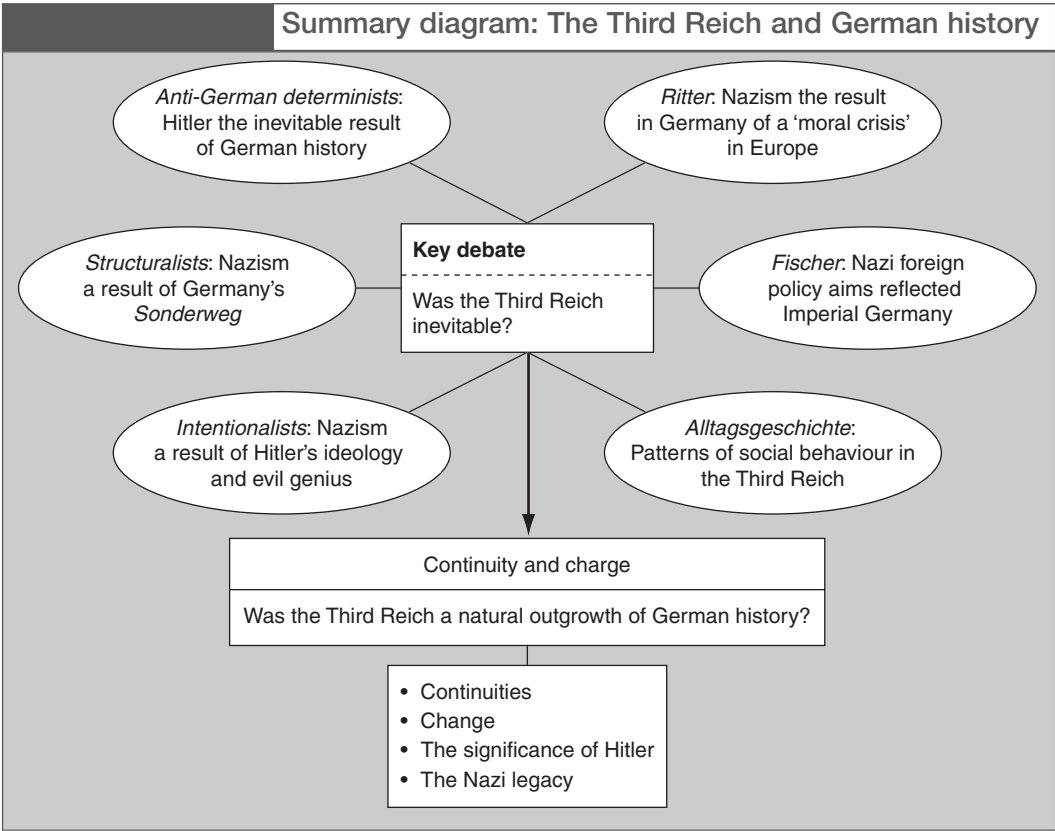 Summary diagram: The Third Reich and German history
Anti-German determinists:
Hitler the inevitable result
of German history
Ritter: Nazism the result
in Germany of a ‘moral crisis’
in Europe
Key debate
Was the Third Reich
inevitable?
Structuralists: Nazism
a result of Germany’s
Sonderweg
Fischer: Nazi foreign
policy aims reflected
Imperial Germany
Intentionalists: Nazism
a result of Hitler’s ideology
and evil genius
Alltagsgeschichte:
Patterns of social behaviour in
the Third Reich
Continuity and charge
Was the Third Reich a natural outgrowth of German history?
• Continuities
• Change
• The significance of Hitler
• The Nazi legacy